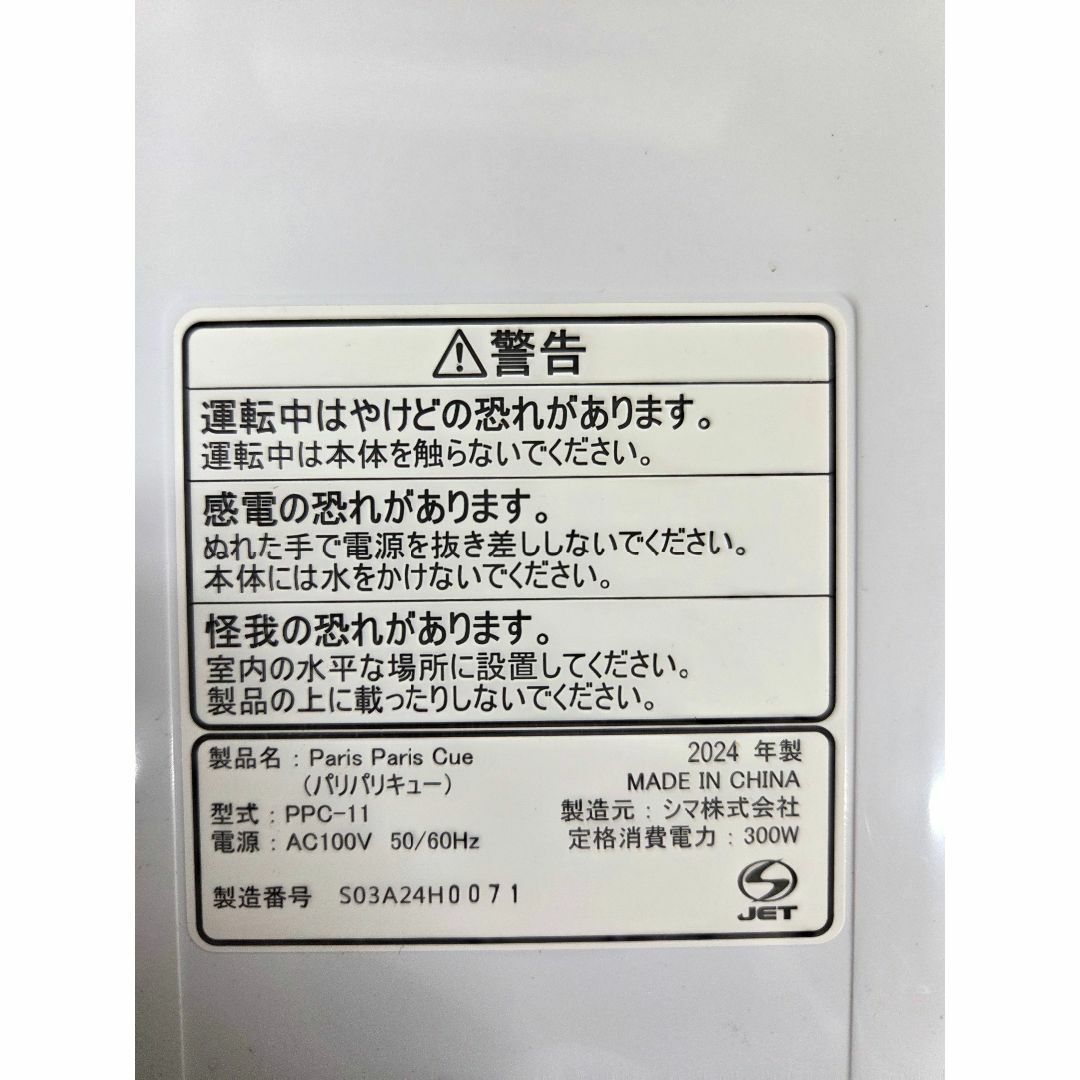 警告
運転中はやけどの恐れがあります。
運転中は本体を触らないでください。
感電の恐れがあります。
ぬれた手で電源を抜き差ししないでください。
本体には水をかけないでください。
怪我の恐れがあります。
室内の水平な場所に設置してください。
製品の上に載ったりしないでください。
製品名：Paris Paris Cue
（パリパリキュー）
型式：PPC-11
電源：AC100V 50/60Hz
製造番号 S03A24H0071
2024 年製
MADE IN CHINA
製造元：シマ株式会社
定格消費電力：300W
S
JET